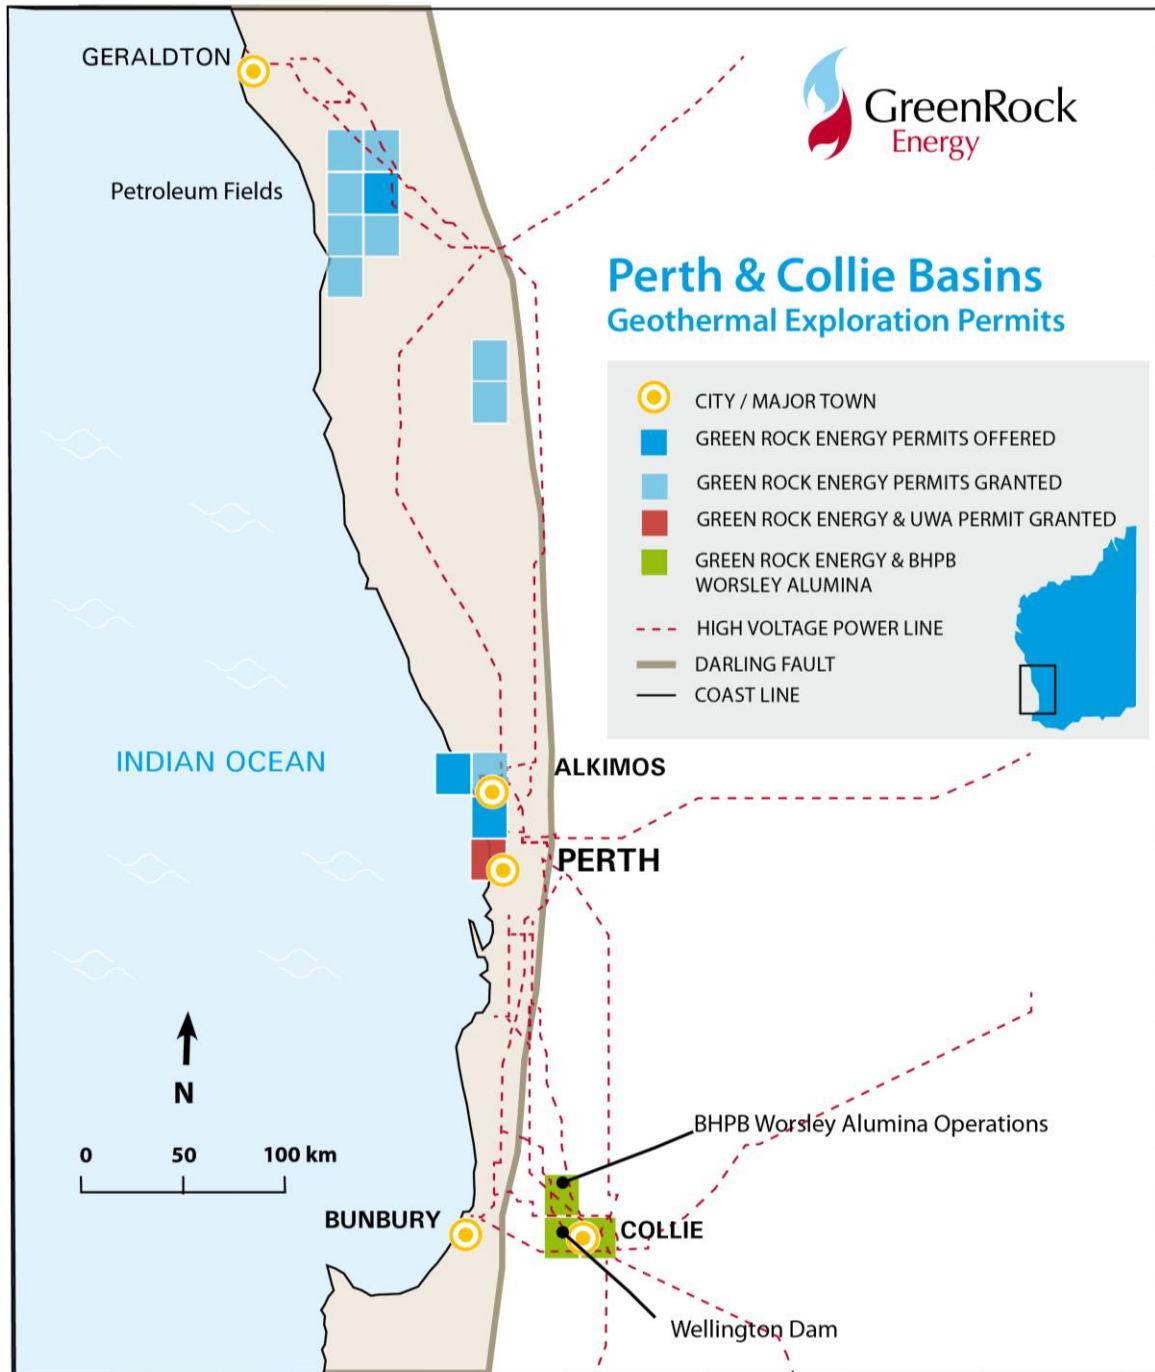 GERALDTON
GreenRock
Energy
Petroleum Fields
Perth & Collie Basins
Geothermal Exploration Permits
CITY / MAJOR TOWN
GREEN ROCK ENERGY PERMITS OFFERED
GREEN ROCK ENERGY PERMITS GRANTED
GREEN ROCK ENERGY & UWA PERMIT GRANTED
GREEN ROCK ENERGY & BHPB
WORSLEY ALUMINA
HIGH VOLTAGE POWER LINE
DARLING FAULT
COAST LINE
INDIAN OCEAN
ALKIMOS
PERTH
N
BHPB Worsley Alumina Operations
0 50 100 km
BUNBURY
COLLIE
Wellington Dam